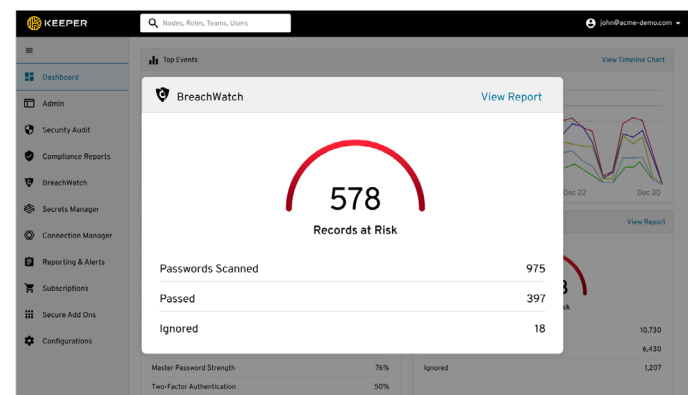 KEEPER
Nodes, Roles, Teams, Users
john@acme-demo.com
Dashboard
Admin
Security Audit
Compliance Reports
BreachWatch
Secrets Manager
Connection Manager
Reporting & Alerts
Subscriptions
Secure Add Ons
Configurations
Top Events
View Timeline Chart
Dec 22
Dec 30
BreachWatch
View Report
578
Records at Risk
Passwords Scanned 975
Passed 397
Ignored 18
View Report
10,730
6,430
Ignored 1,207
Master Password Strength 76%
Two-Factor Authentication 50%